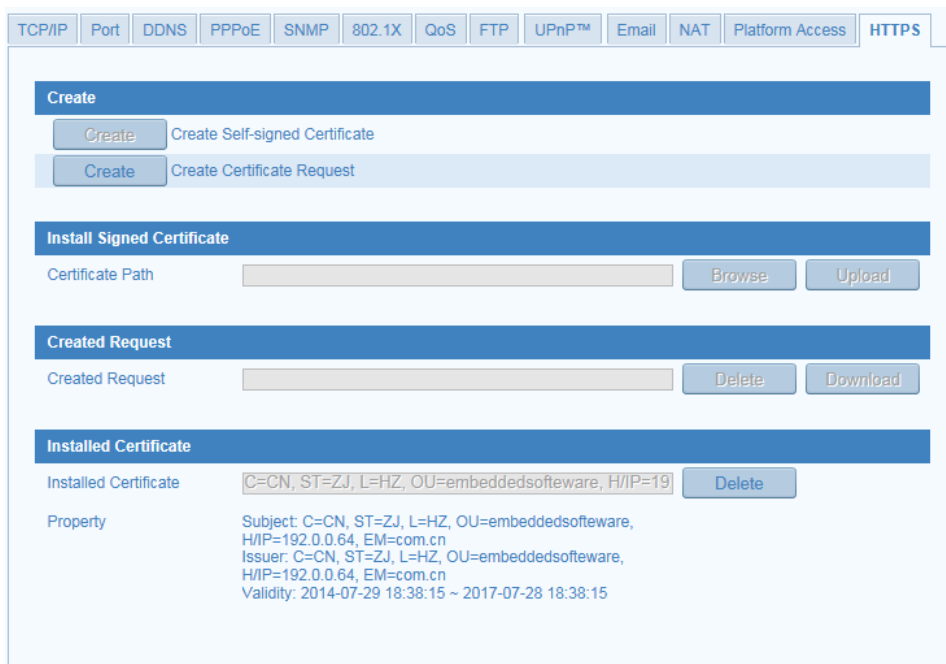 TCP/IP Port DDNS PPPoE SNMP 802.1X QoS FTP UPnP™ Email NAT Platform Access HTTPS
Create
Create Create Self-signed Certificate
Create Create Certificate Request
Install Signed Certificate
Certificate Path Browse Upload
Created Request
Created Request Delete Download
Installed Certificate
Installed Certificate C=CN, ST=ZJ, L=HZ, OU=embeddedsofteware, H/IP=19 Delete
Property Subject: C=CN, ST=ZJ, L=HZ, OU=embeddedsofteware,
H/IP=192.0.0.64, EM=com.cn
Issuer: C=CN, ST=ZJ, L=HZ, OU=embeddedsofteware,
H/IP=192.0.0.64, EM=com.cn
Validity: 2014-07-29 18:38:15 ~ 2017-07-28 18:38:15